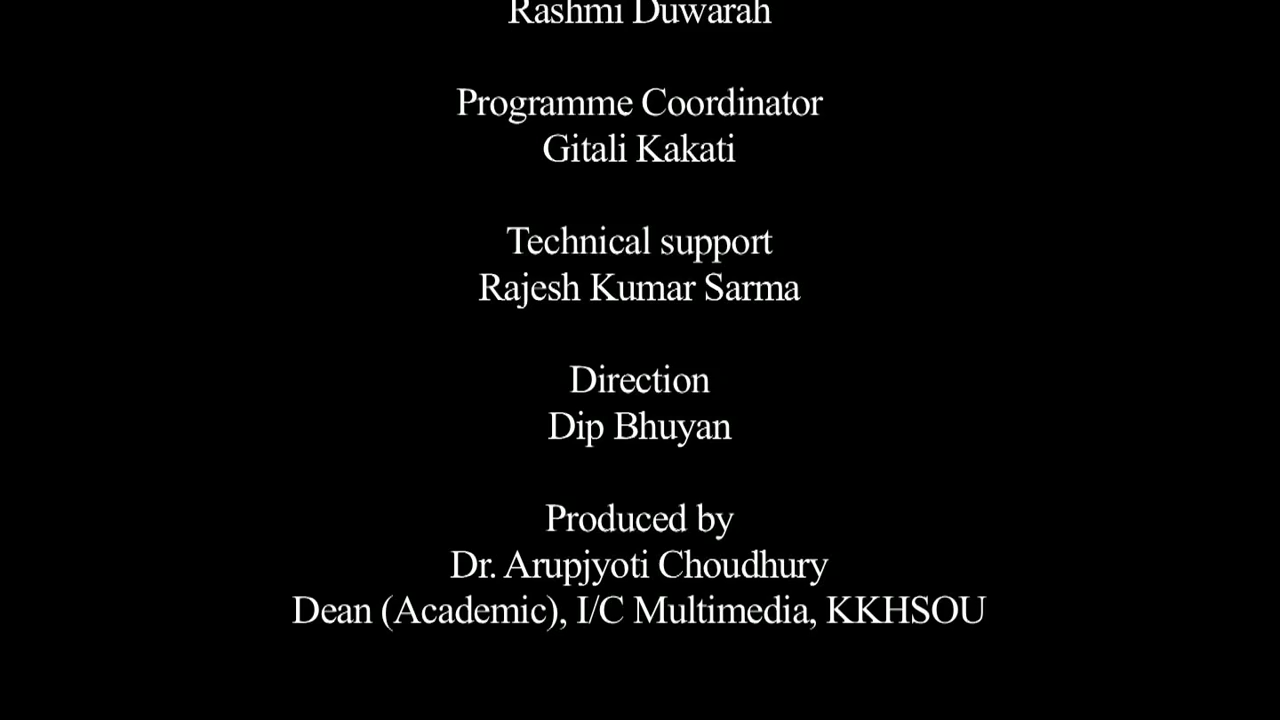 Rashmi Duwarah
Programme Coordinator
Gitali Kakati
Technical support
Rajesh Kumar Sarma
Direction
Dip Bhuyan
Produced by
Dr. Arupjyoti Choudhury
Dean (Academic), I/C Multimedia, KKHSOU